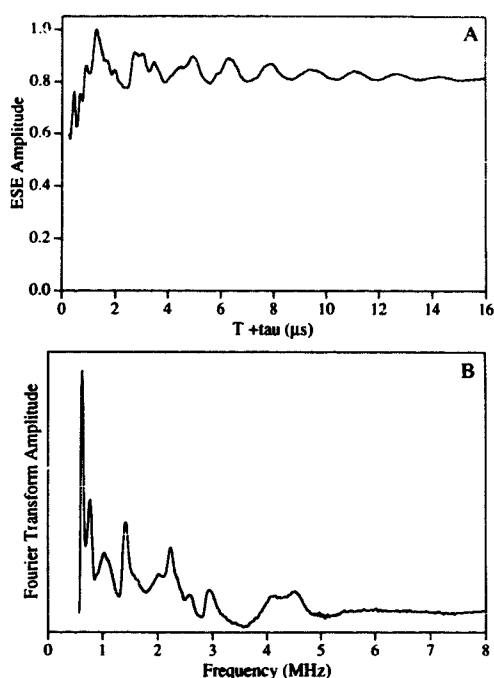 A
1.0
0.8
0.6
0.4
0.2
0.0
ESE Amplitude
0 2 4 6 8 10 12 14 16
T +tau (μs)
B
Fourier Transform Amplitude
0 1 2 3 4 5 6 7 8
Frequency (MHz)